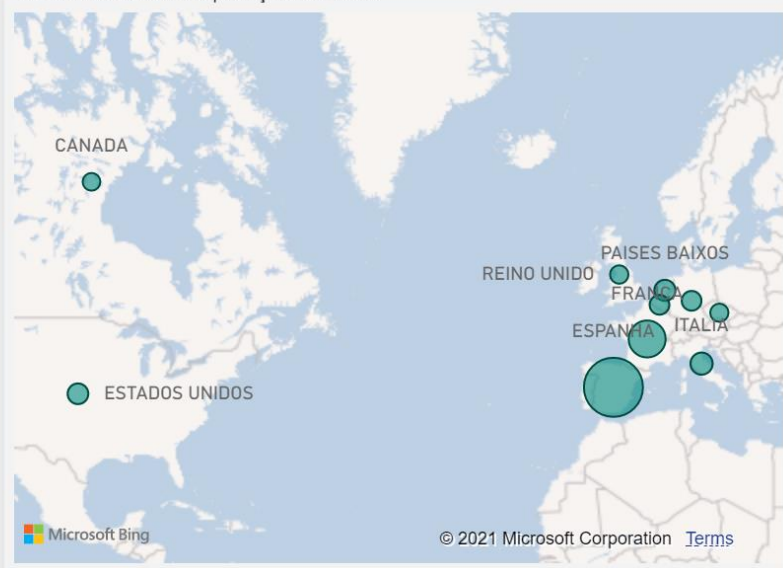 CANADA
PAISES BAIXOS
REINO UNIDO
FRANÇA
ESPANHA
ITALIA
ESTADOS UNIDOS
Microsoft Bing
© 2021 Microsoft Corporation Terms